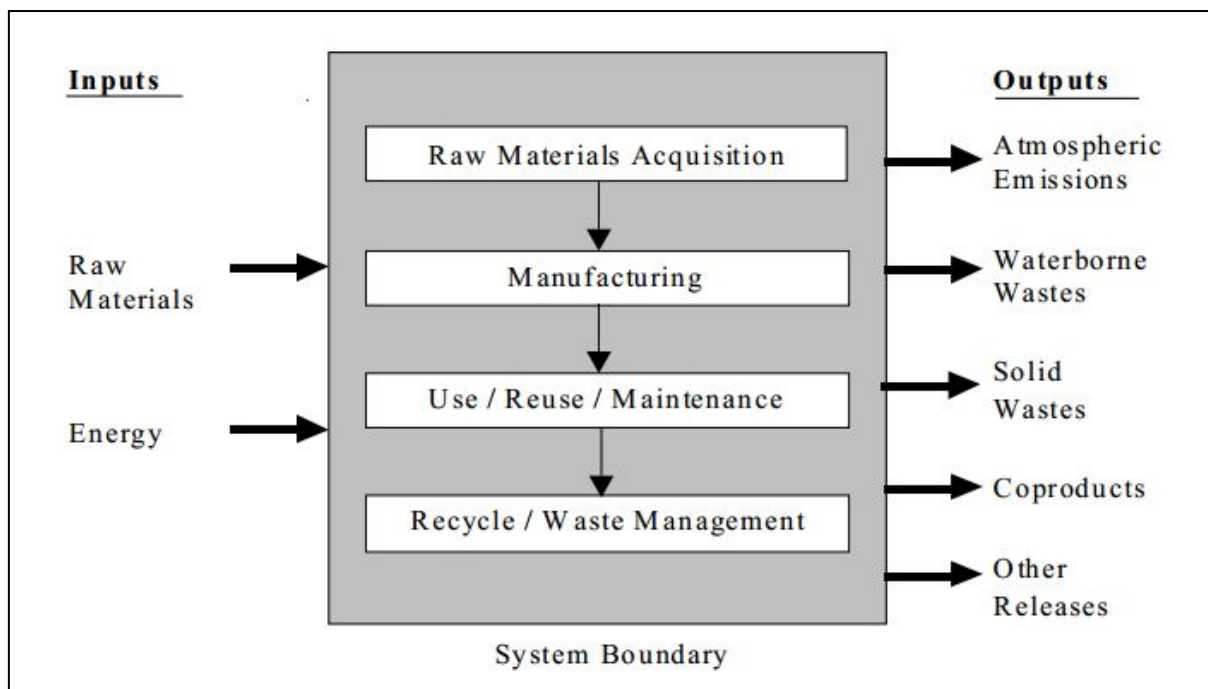 Inputs
Outputs
Raw Materials Acquisition
Atmospheric
Emissions
Raw
Materials
Manufacturing
Waterborne
Wastes
Use / Reuse / Maintenance
Solid
Wastes
Energy
Recycle / Waste Management
Coproducts
Other
Releases
System Boundary